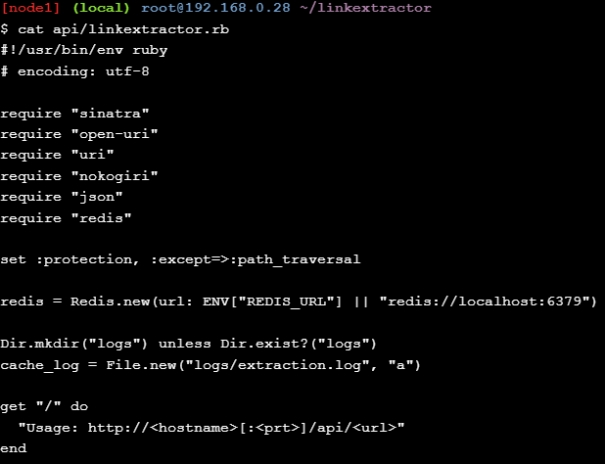 [node1] (local) root@192.168.0.28 ~/linkextractor
$ cat api/linkextractor.rb
#!/usr/bin/env ruby
# encoding: utf-8
require "sinatra"
require "open-uri"
require "uri"
require "nokogiri"
require "json"
require "redis"
set :protection, :except=>:path_traversal
redis = Redis.new(url: ENV["REDIS_URL"] || "redis://localhost:6379")
Dir.mkdir("logs") unless Dir.exist?("logs")
cache_log = File.new("logs/extraction.log", "a")
get "/" do
  "Usage: http://<hostname>[:<prt>]/api/<url>"
end